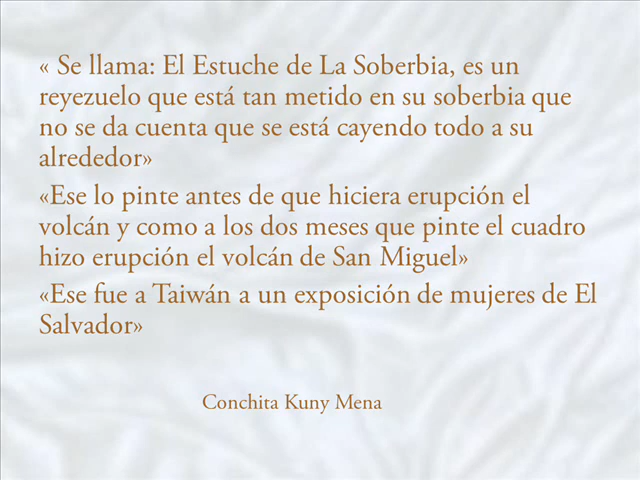 « Se llama: El Estuche de La Soberbia, es un
reyezuelo que está tan metido en su soberbia que
no se da cuenta que se está cayendo todo a su
alrededor»
«Ese lo pinte antes de que hiciera erupción el
volcán y como a los dos meses que pinte el cuadro
hizo erupción el volcán de San Miguel»
«Ese fue a Taiwán a un exposición de mujeres de El
Salvador»
Conchita Kuny Mena